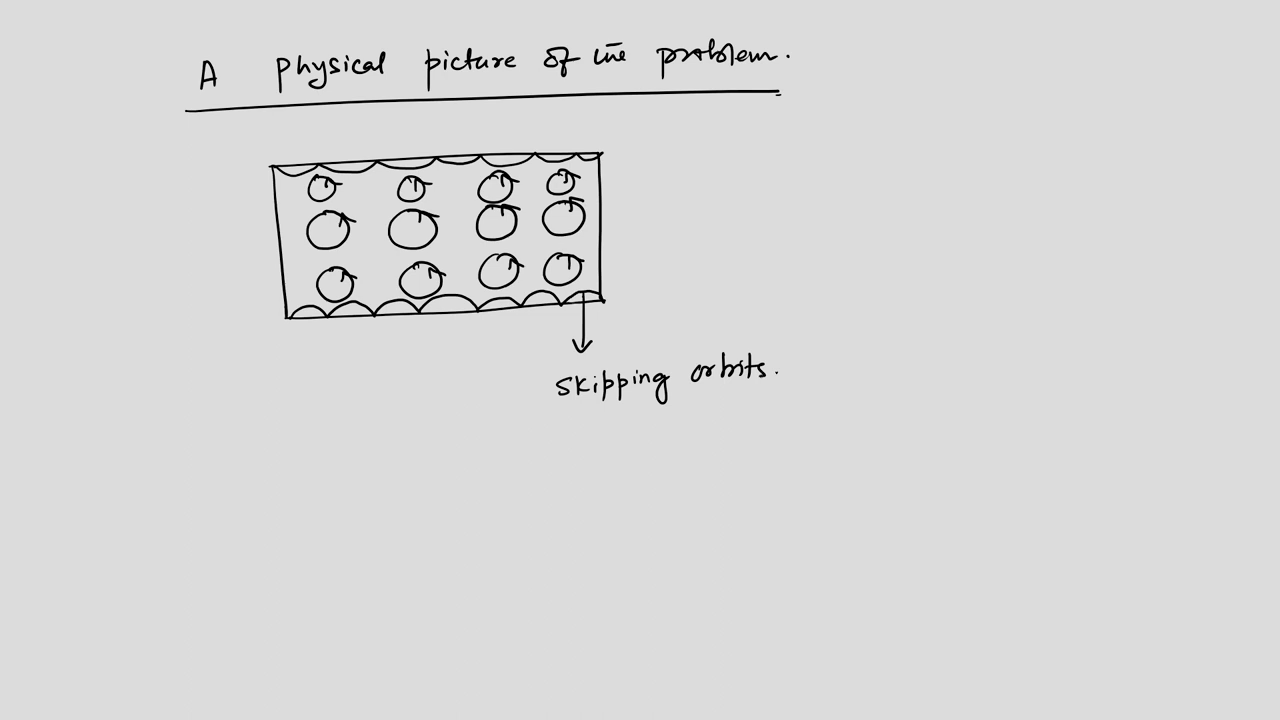 A physical picture of the problem.
skipping orbits.